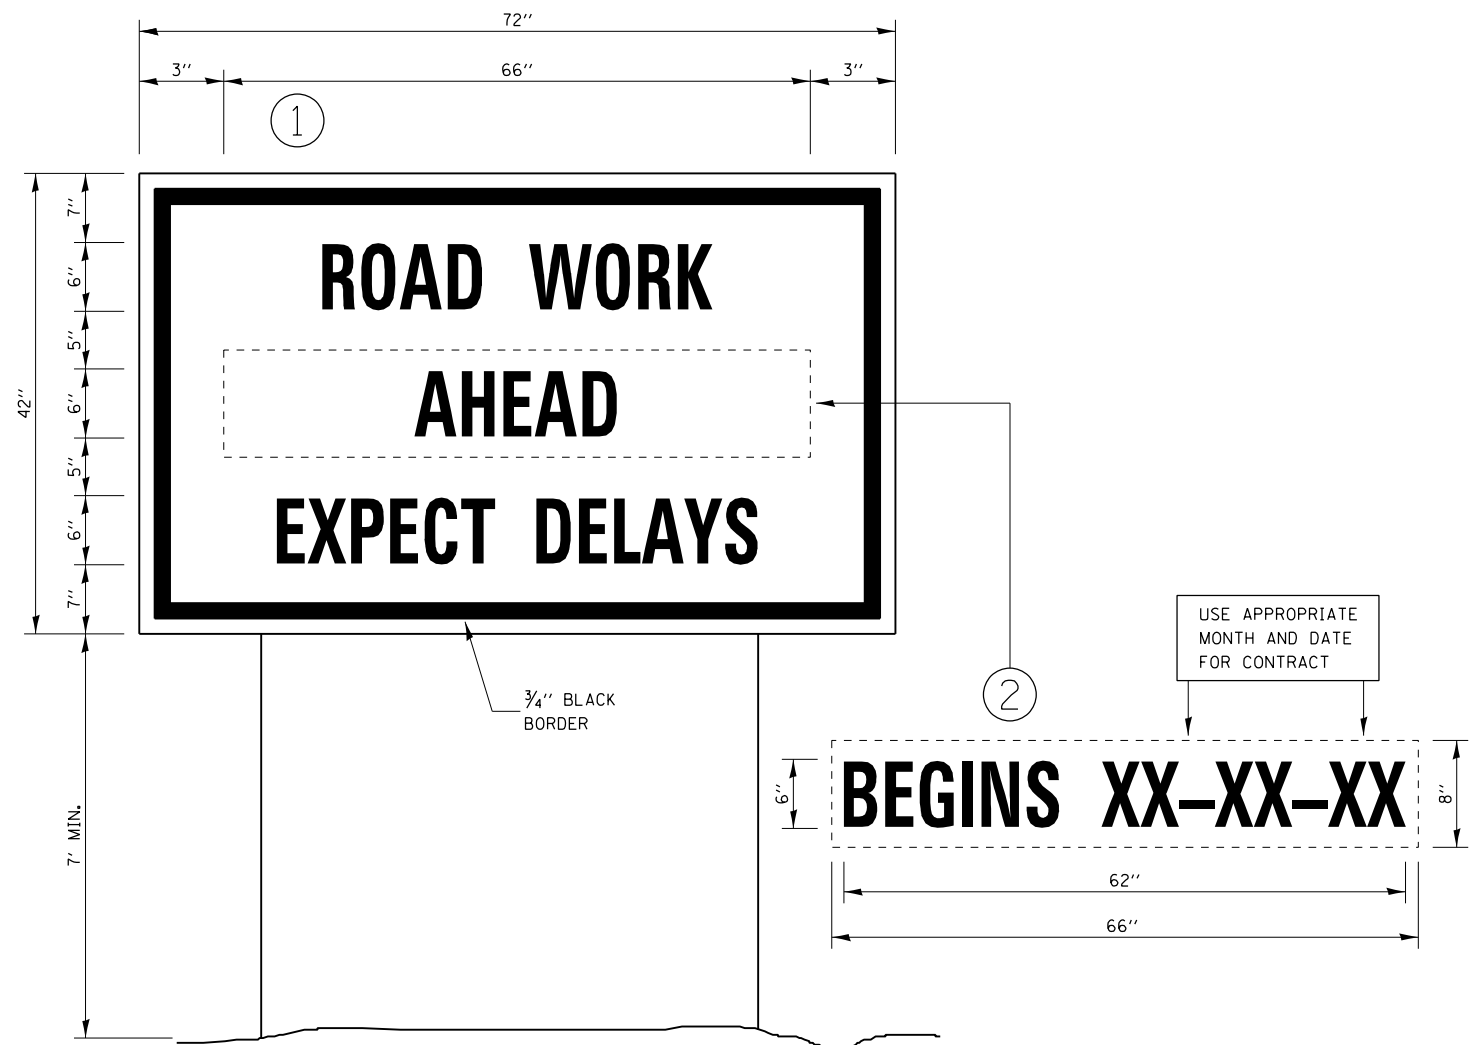 72''
3'' 66'' 3''
1
7''
ROAD WORK
6''
5''
42''
6''
AHEAD
5''
6''
EXPECT DELAYS
7''
3/4'' BLACK
BORDER
7' MIN.
2
USE APPROPRIATE
MONTH AND DATE
FOR CONTRACT
6''
BEGINS XX–XX–XX
8''
62''
66''